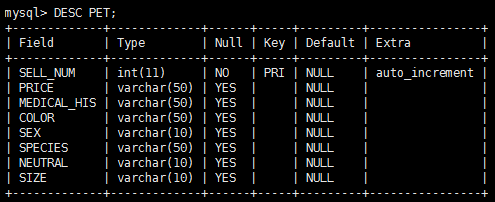 mysql> DESC PET;
+-------------+-------------+------+-----+---------+----------------+
| Field       | Type        | Null | Key | Default | Extra          |
+-------------+-------------+------+-----+---------+----------------+
| SELL_NUM    | int(11)     | NO   | PRI | NULL    | auto_increment |
| PRICE       | varchar(50) | YES  |     | NULL    |                |
| MEDICAL_HIS | varchar(50) | YES  |     | NULL    |                |
| COLOR       | varchar(50) | YES  |     | NULL    |                |
| SEX         | varchar(10) | YES  |     | NULL    |                |
| SPECIES     | varchar(50) | YES  |     | NULL    |                |
| NEUTRAL     | varchar(10) | YES  |     | NULL    |                |
| SIZE        | varchar(10) | YES  |     | NULL    |                |
+-------------+-------------+------+-----+---------+----------------+